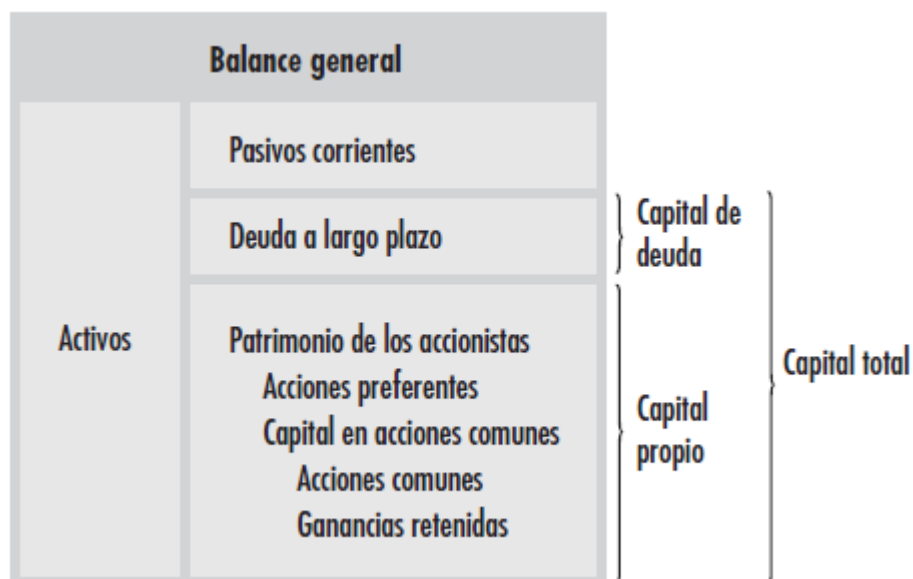 Balance general
Pasivos corrientes
Deuda a largo plazo
Capital de
deuda
Activos
Patrimonio de los accionistas
Acciones preferentes
Capital en acciones comunes
Acciones comunes
Ganancias retenidas
Capital
propio
Capital total